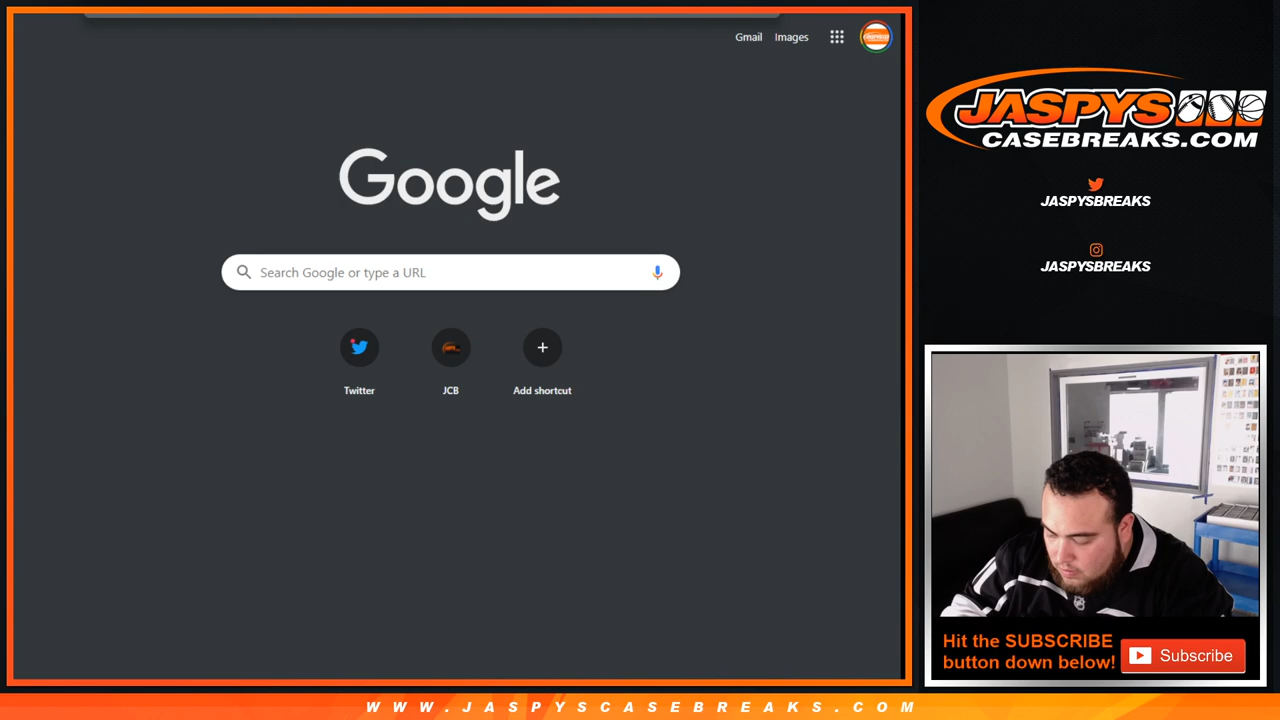 Gmail Images
Google
Search Google or type a URL
Twitter JCB Add shortcut
JASPYS
CASEBREAKS.COM
JASPYSBREAKS
JASPYSBREAKS
Hit the SUBSCRIBE
button down below!
Subscribe
WWW.JASPYSCASEBREAKS.COM